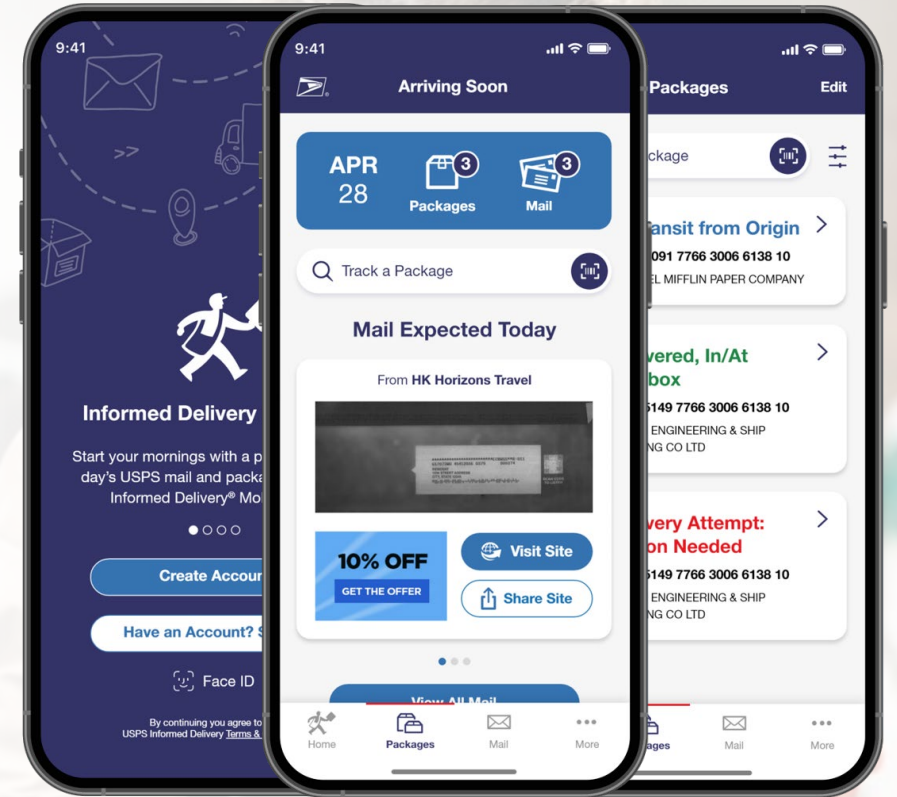 9:41
Informed Delivery
Start your mornings with a p
day's USPS mail and packa
Informed Delivery® Mo
Create Accoun
Have an Account? S
Face ID
By continuing you agree to
USPS Informed Delivery Terms &
9:41
Arriving Soon
APR
28
3
Packages
3
Mail
Track a Package
Mail Expected Today
From HK Horizons Travel
10% OFF
GET THE OFFER
Visit Site
Share Site
View All Mail
Home
Packages
Mail
More
Packages
Edit
ckage
ansit from Origin
091 7766 3006 6138 10
EL MIFFLIN PAPER COMPANY
vered, In/At
box
5149 7766 3006 6138 10
ENGINEERING & SHIP
NG CO LTD
very Attempt:
on Needed
5149 7766 3006 6138 10
ENGINEERING & SHIP
NG CO LTD
ages
Mail
More